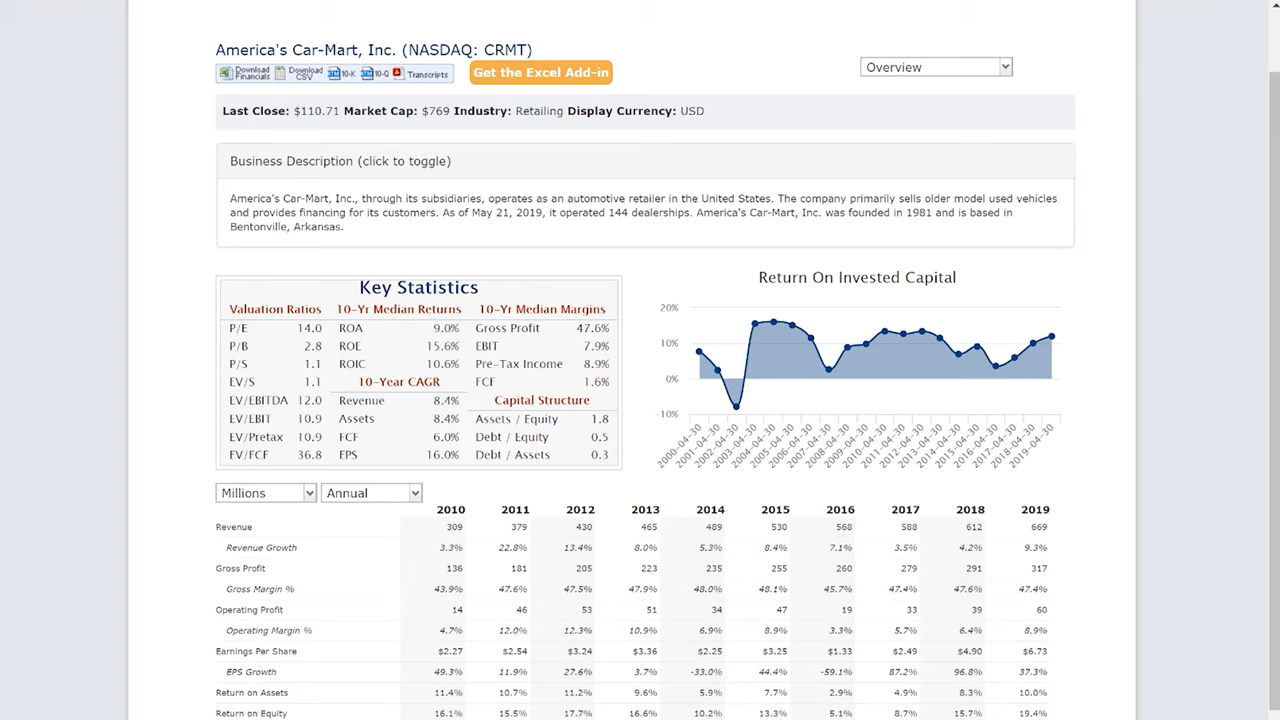 America's Car-Mart, Inc. (NASDAQ: CRMT)
Download Financials Download CSV 10-K 10-Q Transcripts Get the Excel Add-in Overview
Last Close: $110.71 Market Cap: $769 Industry: Retailing Display Currency: USD
Business Description (click to toggle)
America's Car-Mart, Inc., through its subsidiaries, operates as an automotive retailer in the United States. The company primarily sells older model used vehicles
and provides financing for its customers. As of May 21, 2019, it operated 144 dealerships. America's Car-Mart, Inc. was founded in 1981 and is based in
Bentonville, Arkansas.
Key Statistics
Valuation Ratios 10-Yr Median Returns 10-Yr Median Margins
P/E 14.0 ROA 9.0% Gross Profit 47.6%
P/B 2.8 ROE 15.6% EBIT 7.9%
P/S 1.1 ROIC 10.6% Pre-Tax Income 8.9%
EV/S 1.1 10-Year CAGR FCF 1.6%
EV/EBITDA 12.0 Revenue 8.4% Capital Structure
EV/EBIT 10.9 Assets 8.4% Assets / Equity 1.8
EV/Pretax 10.9 FCF 6.0% Debt / Equity 0.5
EV/FCF 36.8 EPS 16.0% Debt / Assets 0.3
Return On Invested Capital
20%
10%
0%
-10%
2000-04-30 2001-04-30 2002-04-30 2003-04-30 2004-04-30 2005-04-30 2006-04-30 2007-04-30 2008-04-30 2009-04-30 2010-04-30 2011-04-30 2012-04-30 2013-04-30 2014-04-30 2015-04-30 2016-04-30 2017-04-30 2018-04-30 2019-04-30
Millions Annual
2010 2011 2012 2013 2014 2015 2016 2017 2018 2019
Revenue 309 379 430 465 489 530 568 588 612 669
Revenue Growth 3.3% 22.8% 13.4% 8.0% 5.3% 8.4% 7.1% 3.5% 4.2% 9.3%
Gross Profit 136 181 205 223 235 255 260 279 291 317
Gross Margin % 43.9% 47.6% 47.5% 47.9% 48.0% 48.1% 45.7% 47.4% 47.6% 47.4%
Operating Profit 14 46 53 51 34 47 19 33 39 60
Operating Margin % 4.7% 12.0% 12.3% 10.9% 6.9% 8.9% 3.3% 5.7% 6.4% 8.9%
Earnings Per Share $2.27 $2.54 $3.24 $3.36 $2.25 $3.25 $1.33 $2.49 $4.90 $6.73
EPS Growth 49.3% 11.9% 27.6% 3.7% -33.0% 44.4% -59.1% 87.2% 96.8% 37.3%
Return on Assets 11.4% 10.7% 11.2% 9.6% 5.9% 7.7% 2.9% 4.9% 8.3% 10.0%
Return on Equity 16.1% 15.5% 17.7% 16.6% 10.2% 13.3% 5.1% 8.7% 15.7% 19.4%